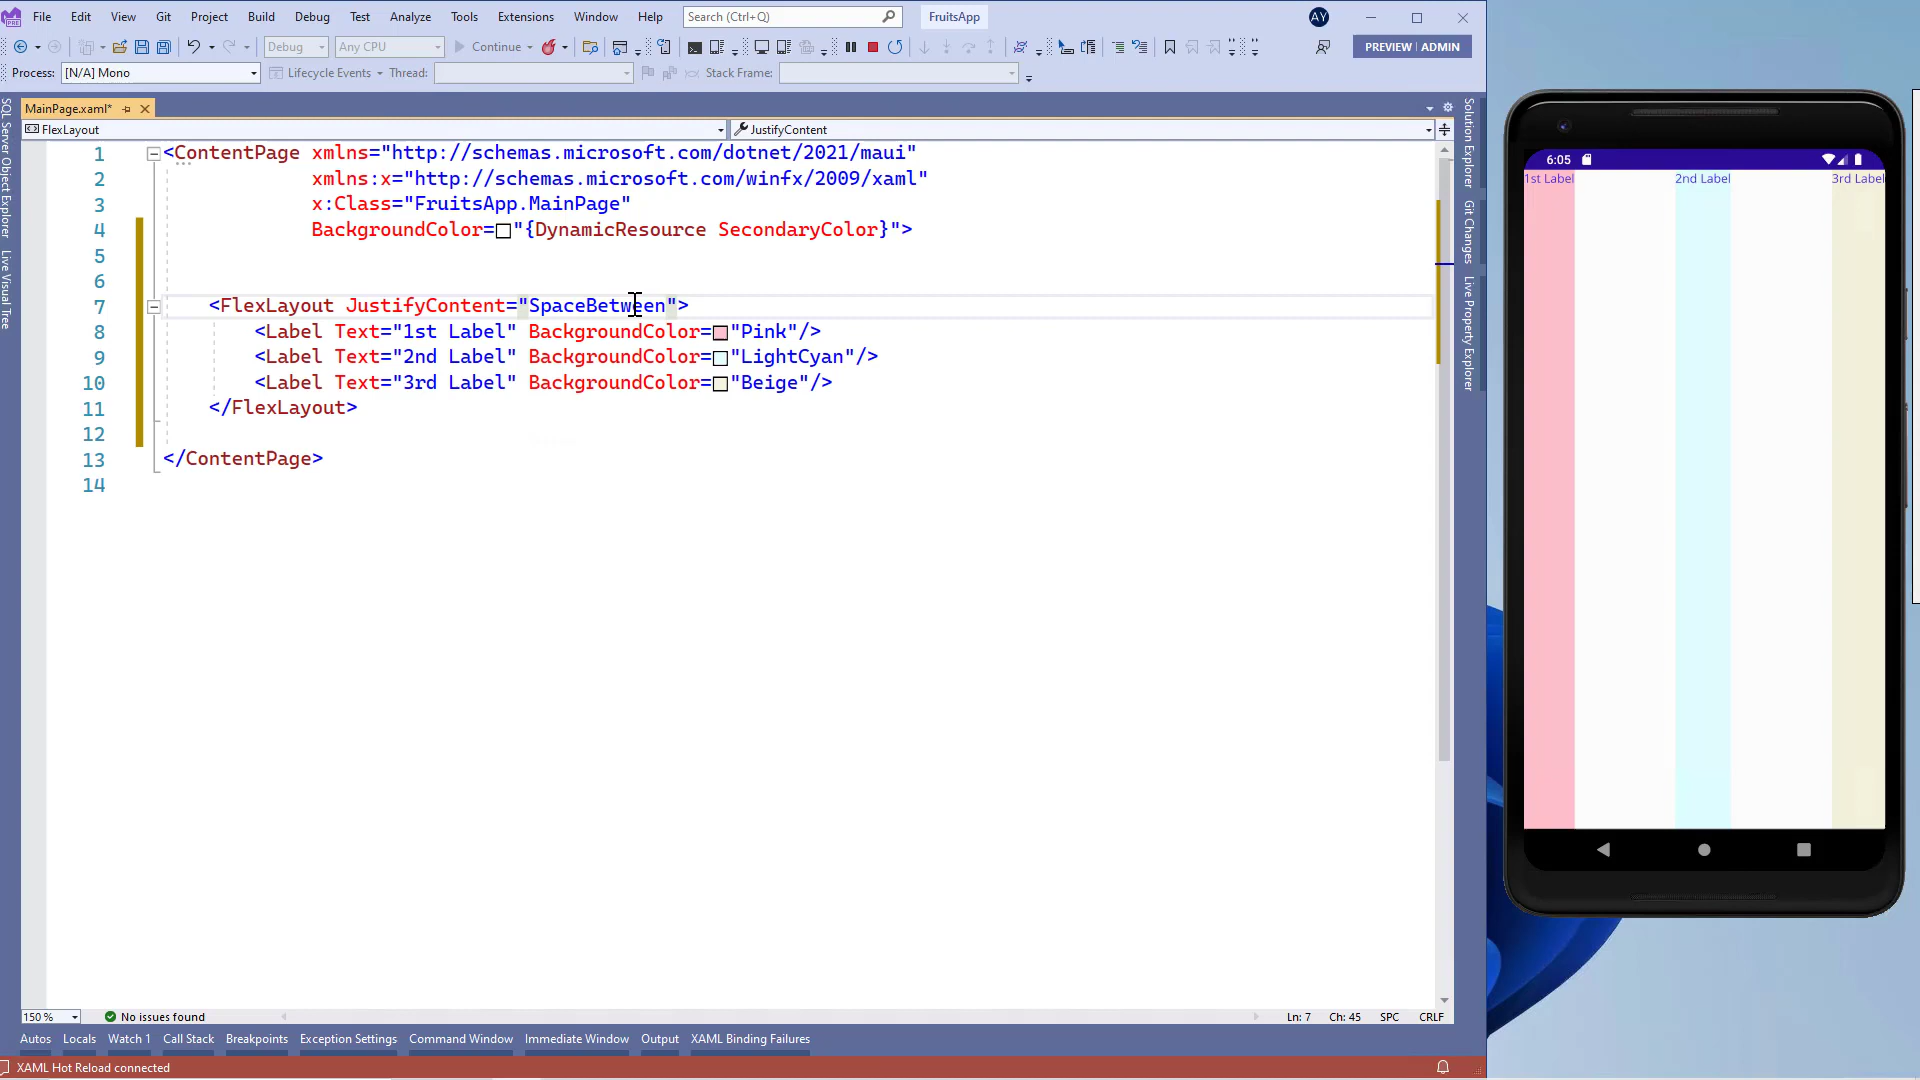 File Edit View Git Project Build Debug Test Analyze Tools Extensions Window Help Search (Ctrl+Q) FruitsApp AY
PRE
Debug Any CPU Continue PREVIEW | ADMIN
Process: [N/A] Mono Lifecycle Events Thread: Stack Frame:
MainPage.xaml*
FlexLayout JustifyContent
SQL Server Object Explorer
Live Visual Tree
1 <ContentPage xmlns="http://schemas.microsoft.com/dotnet/2021/maui"
2 xmlns:x="http://schemas.microsoft.com/winfx/2009/xaml"
3 x:Class="FruitsApp.MainPage"
4 BackgroundColor="{DynamicResource SecondaryColor}">
5
6
7 <FlexLayout JustifyContent="SpaceBetween">
8 <Label Text="1st Label" BackgroundColor="Pink"/>
9 <Label Text="2nd Label" BackgroundColor="LightCyan"/>
10 <Label Text="3rd Label" BackgroundColor="Beige"/>
11 </FlexLayout>
12
13 </ContentPage>
14
Solution Explorer
Git Changes
Live Property Explorer
6:05
1st Label 2nd Label 3rd Label
150 % No issues found Ln: 7 Ch: 45 SPC CRLF
Autos Locals Watch 1 Call Stack Breakpoints Exception Settings Command Window Immediate Window Output XAML Binding Failures
XAML Hot Reload connected